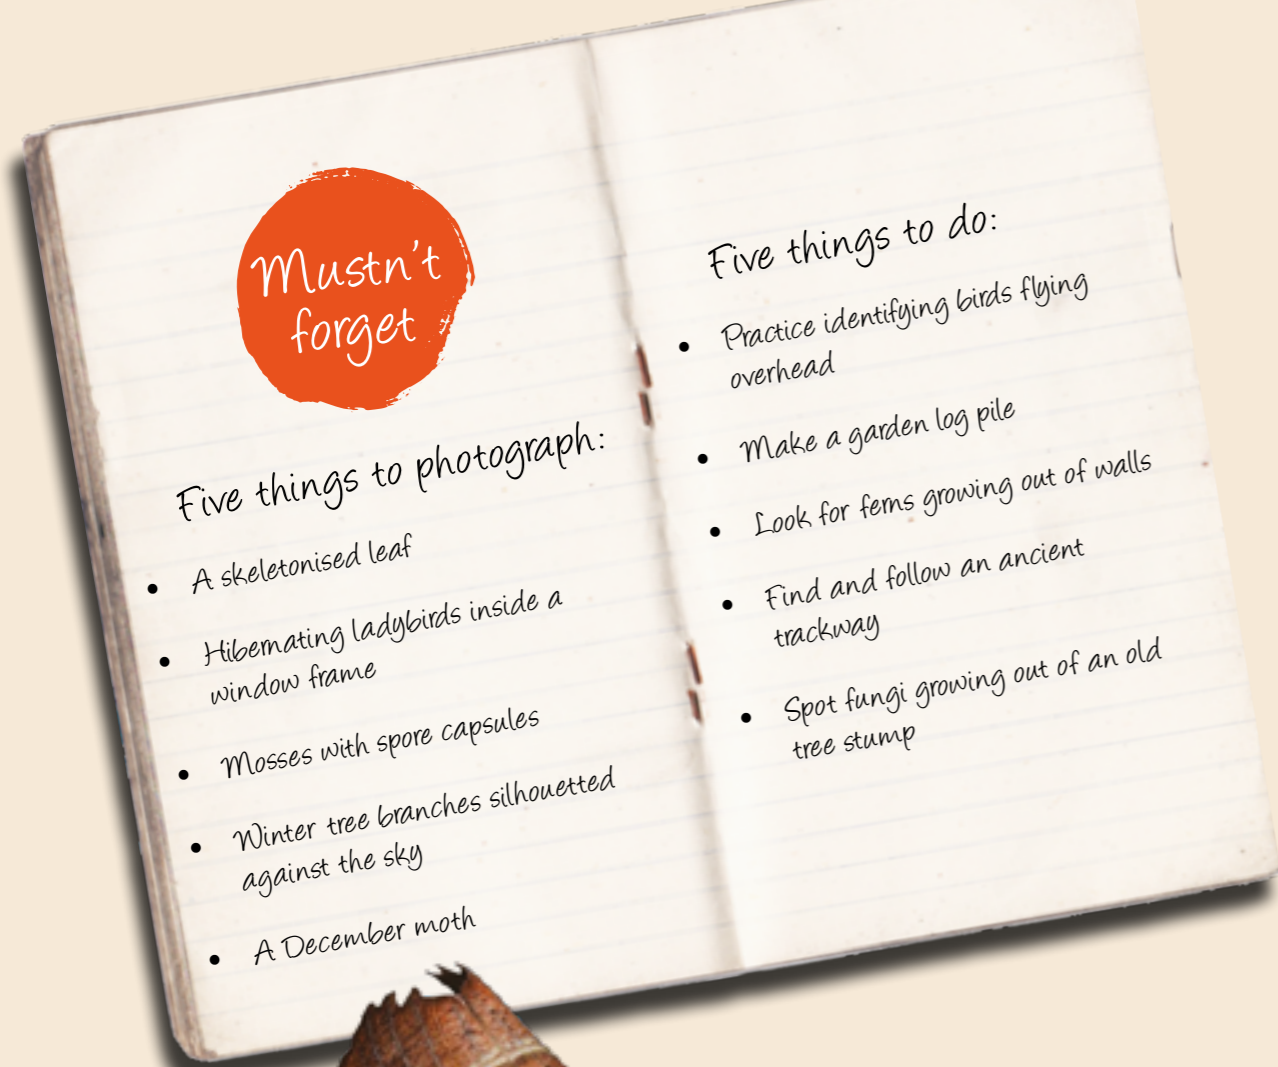 Mustn't
forget
Five things to photograph:
• A skeletonised leaf
• Hibernating ladybirds inside a
window frame
• Mosses with spore capsules
• Winter tree branches silhouetted
against the sky
• A December moth
Five things to do:
• Practice identifying birds flying
overhead
• Make a garden log pile
• Look for ferns growing out of walls
• Find and follow an ancient
trackway
• Spot fungi growing out of an old
tree stump